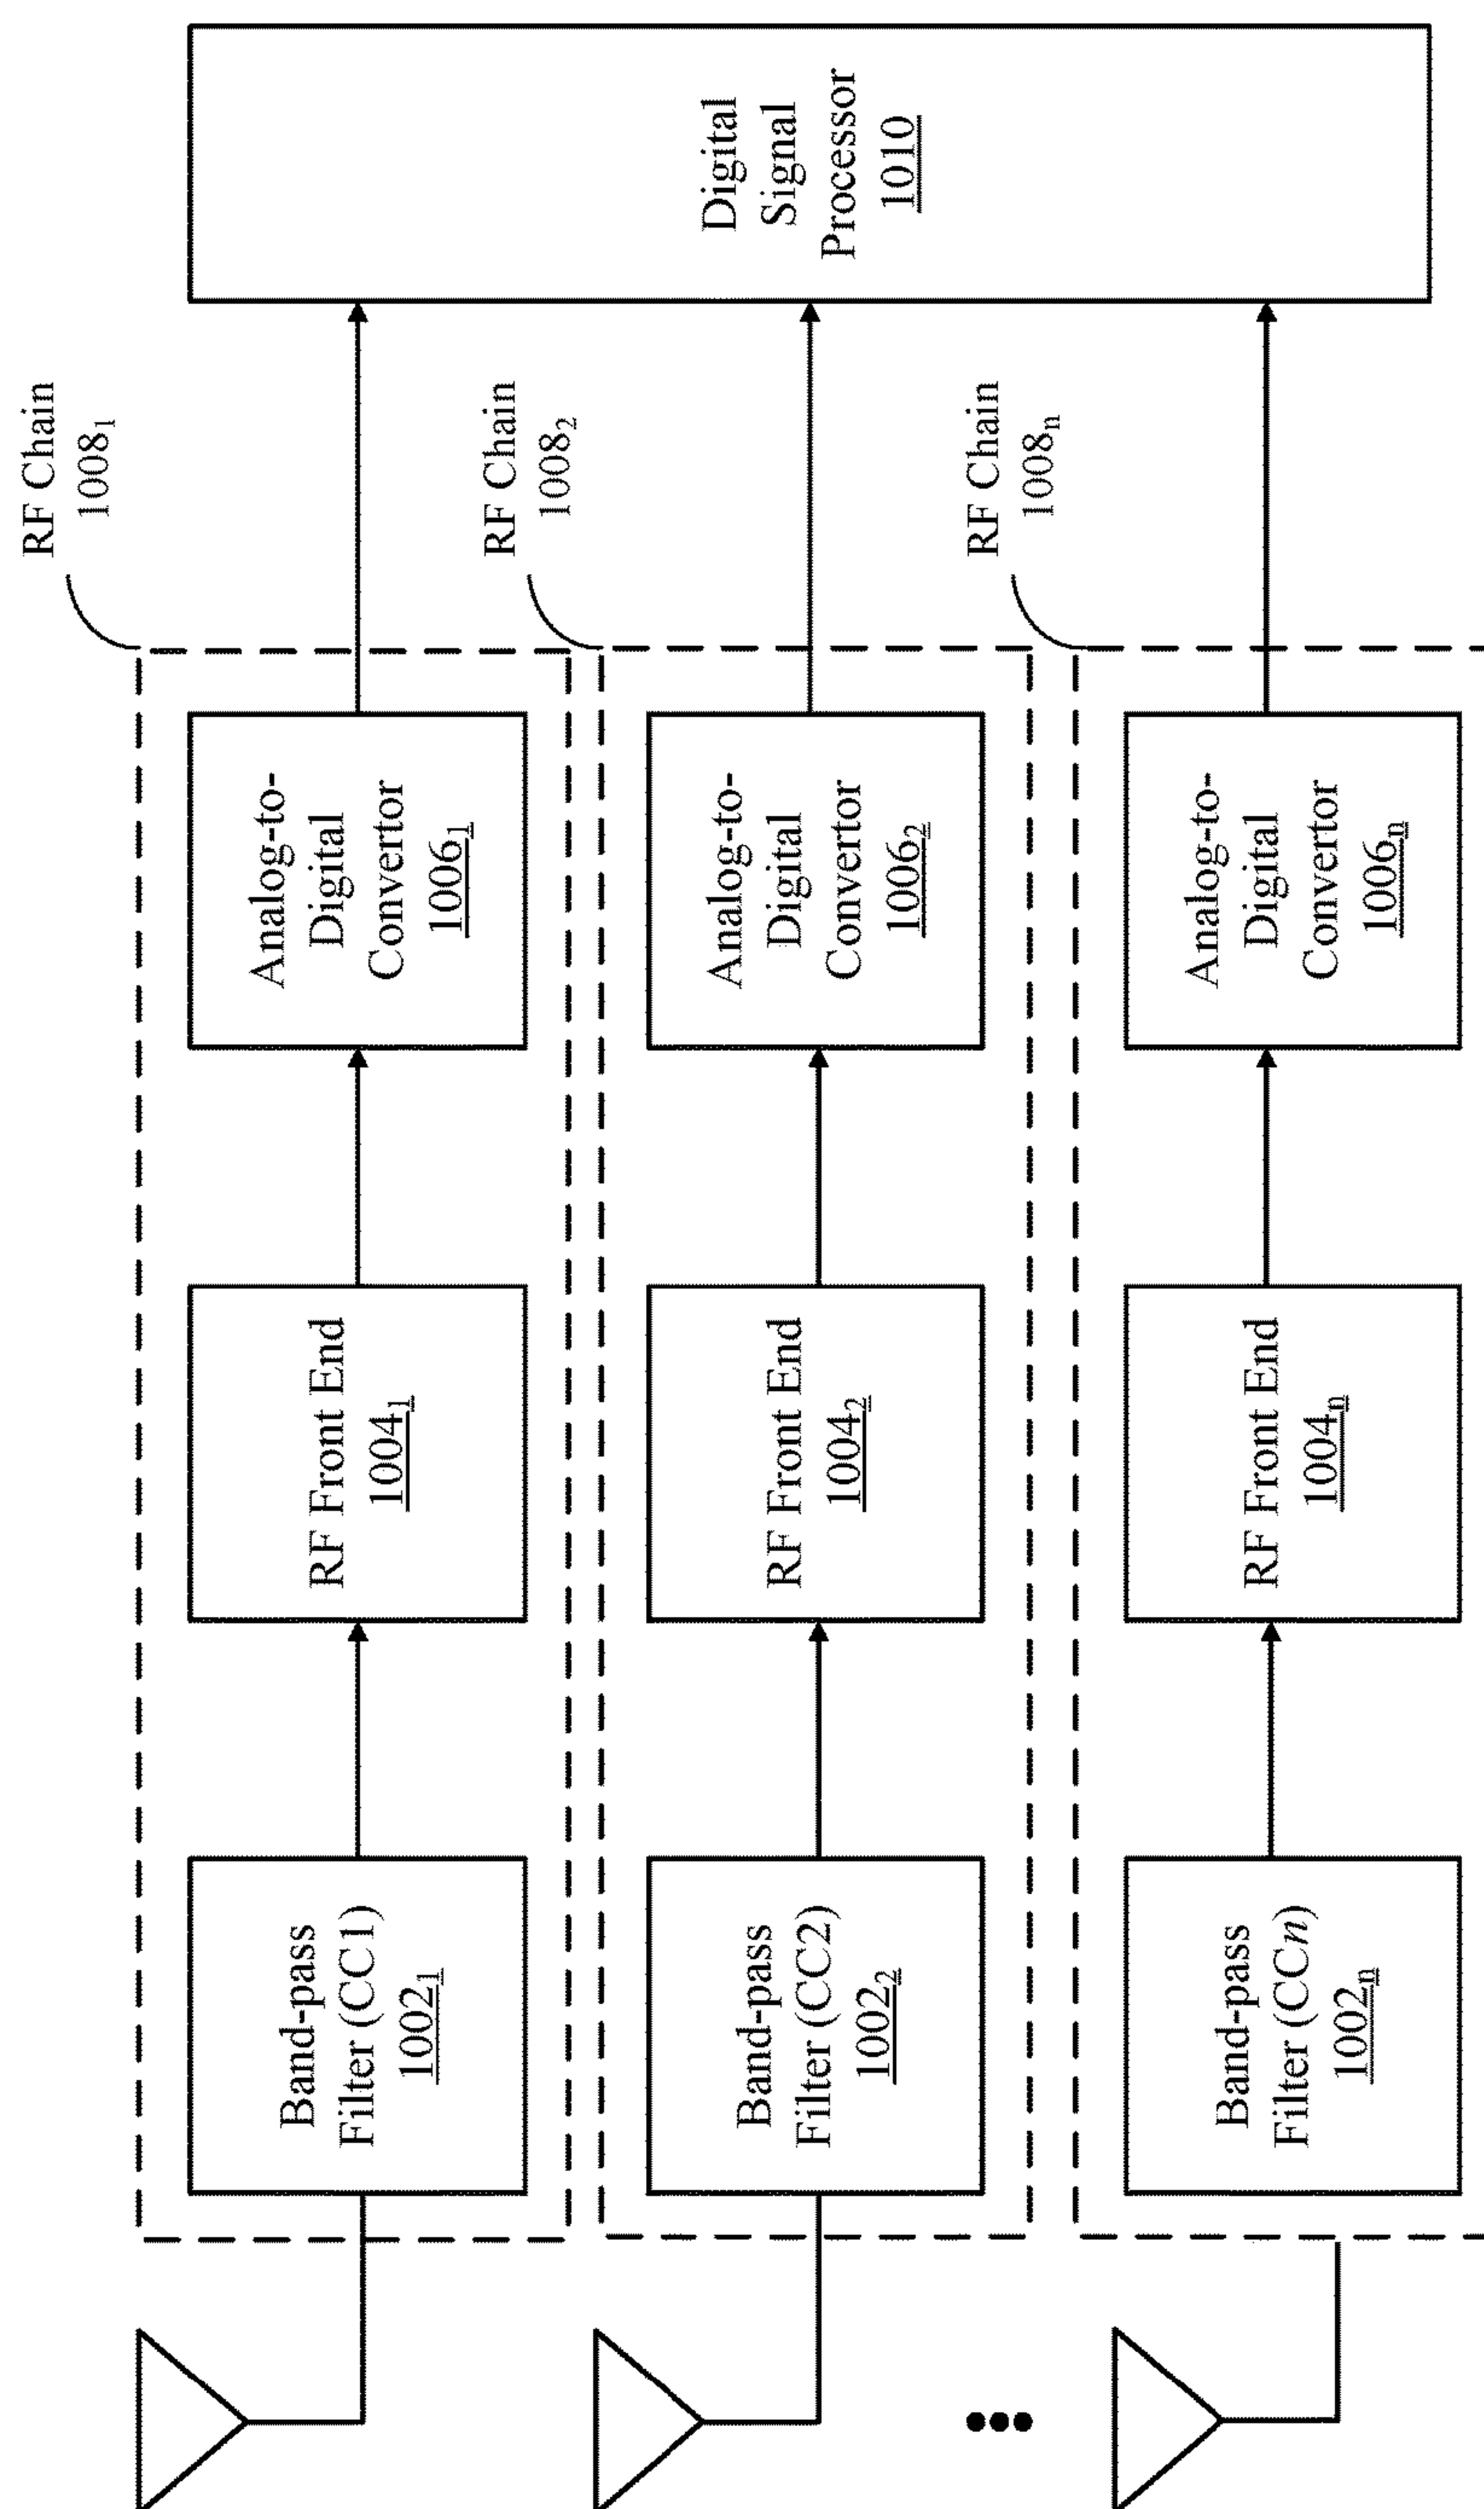 RF Chain
1008₁
Band-pass
Filter (CC1)
1002₁
RF Front End
1004₁
Analog-to-
Digital
Convertor
1006₁
RF Chain
1008₂
Band-pass
Filter (CC2)
1002₂
RF Front End
1004₂
Analog-to-
Digital
Convertor
1006₂
RF Chain
1008ₙ
Band-pass
Filter (CCn)
1002ₙ
RF Front End
1004ₙ
Analog-to-
Digital
Convertor
1006ₙ
Digital
Signal
Processor
1010